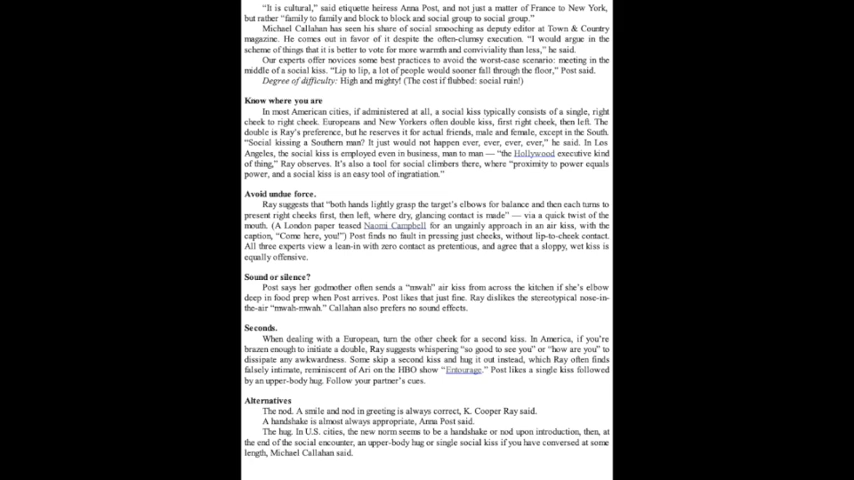 “It is cultural,” said etiquette heiress Anna Post, and not just a matter of France to New York,
but rather “family to family and block to block and social group to social group.”
Michael Callahan has seen his share of social smooching as deputy editor at Town & Country
magazine. He comes out in favor of it despite the often-clumsy execution. “I would argue in the
scheme of things that it is better to vote for more warmth and conviviality than less,” he said.
Our experts offer novices some best practices to avoid the worst-case scenario: meeting in the
middle of a social kiss. “Lip to lip, a lot of people would sooner fall through the floor,” Post said.
Degree of difficulty: High and mighty! (The cost if flubbed: social ruin!)
Know where you are
In most American cities, if administered at all, a social kiss typically consists of a single, right
cheek to right cheek. Europeans and New Yorkers often double kiss, first right cheek, then left. The
double is Ray’s preference, but he reserves it for actual friends, male and female, except in the South.
“Social kissing a Southern man? It just would not happen ever, ever, ever, ever,” he said. In Los
Angeles, the social kiss is employed even in business, man to man — “the Hollywood executive kind
of thing,” Ray observes. It’s also a tool for social climbers there, where “proximity to power equals
power, and a social kiss is an easy tool of ingratiation.”
Avoid undue force.
Ray suggests that “both hands lightly grasp the target’s elbows for balance and then each turns to
present right cheeks first, then left, where dry, glancing contact is made” — via a quick twist of the
mouth. (A London paper teased Naomi Campbell for an ungainly approach in an air kiss, with the
caption, “Come here, you!”) Post finds no fault in pressing just cheeks, without lip-to-cheek contact.
All three experts view a lean-in with zero contact as pretentious, and agree that a sloppy, wet kiss is
equally offensive.
Sound or silence?
Post says her godmother often sends a “mwah” air kiss from across the kitchen if she’s elbow
deep in food prep when Post arrives. Post likes that just fine. Ray dislikes the stereotypical nose-in-
the-air “mwah-mwah.” Callahan also prefers no sound effects.
Seconds.
When dealing with a European, turn the other cheek for a second kiss. In America, if you’re
brazen enough to initiate a double, Ray suggests whispering “so good to see you” or “how are you” to
dissipate any awkwardness. Some skip a second kiss and hug it out instead, which Ray often finds
falsely intimate, reminiscent of Ari on the HBO show “Entourage.” Post likes a single kiss followed
by an upper-body hug. Follow your partner’s cues.
Alternatives
The nod. A smile and nod in greeting is always correct, K. Cooper Ray said.
A handshake is almost always appropriate, Anna Post said.
The hug. In U.S. cities, the new norm seems to be a handshake or nod upon introduction, then, at
the end of the social encounter, an upper-body hug or single social kiss if you have conversed at some
length, Michael Callahan said.